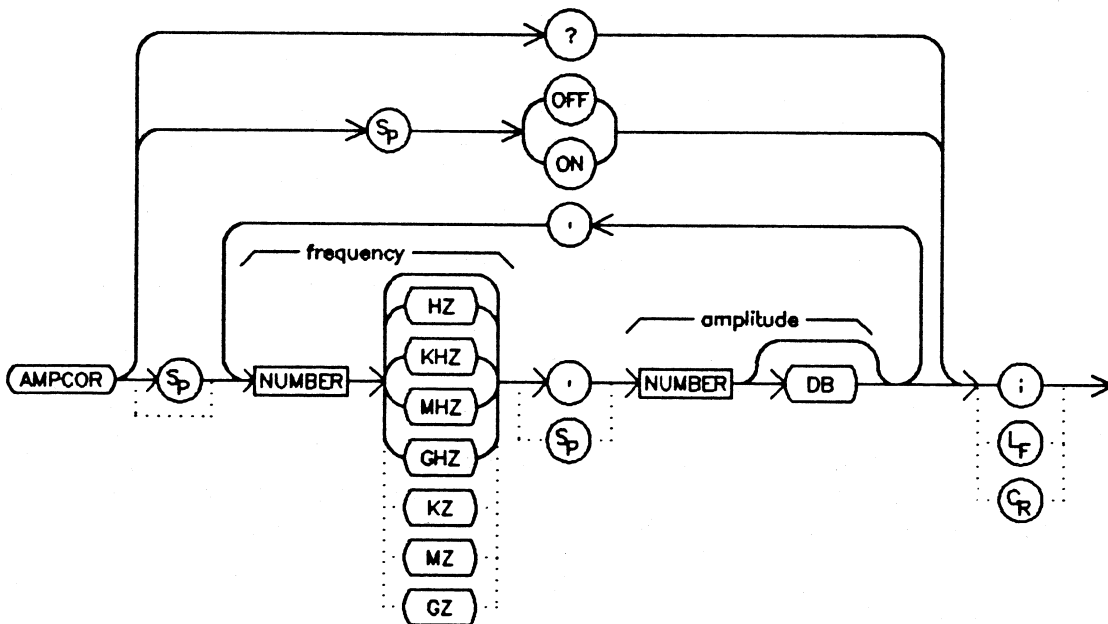 ?
OFF
Sp
ON
,
frequency
HZ
amplitude
KHZ
AMPCOR
Sp
NUMBER
,
NUMBER
DB
;
MHZ
Sp
LF
GHZ
CR
KZ
MZ
GZ